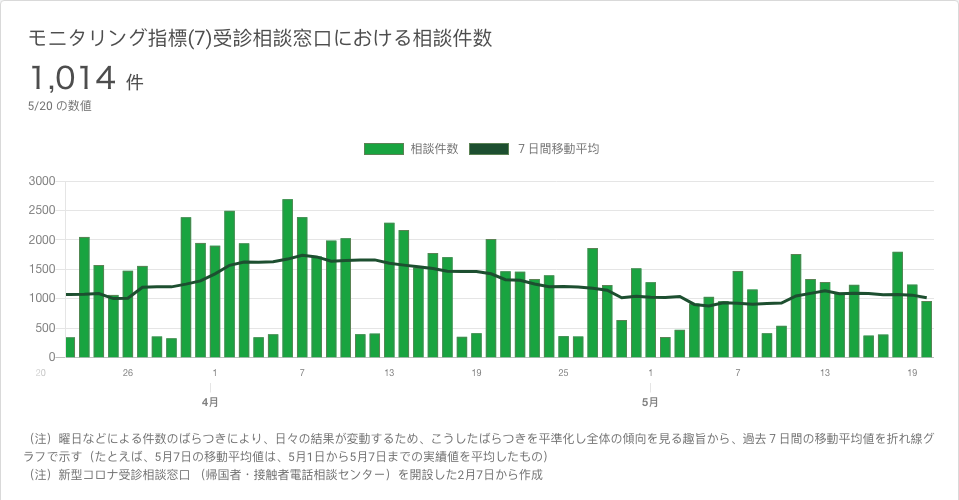 モニタリング指標(7)受診相談窓口における相談件数
1,014 件
5/20 の数値
相談件数 ７日間移動平均
3000
2500
2000
1500
1000
500
0
20 26 1 7 13 19 25 1 7 13 19
4月 5月
（注）曜日などによる件数のばらつきにより、日々の結果が変動するため、こうしたばらつきを平準化し全体の傾向を見る趣旨から、過去７日間の移動平均値を折れ線グ
ラフで示す（たとえば、5月7日の移動平均値は、5月1日から5月7日までの実績値を平均したもの）
（注）新型コロナ受診相談窓口 （帰国者・接触者電話相談センター）を開設した2月7日から作成